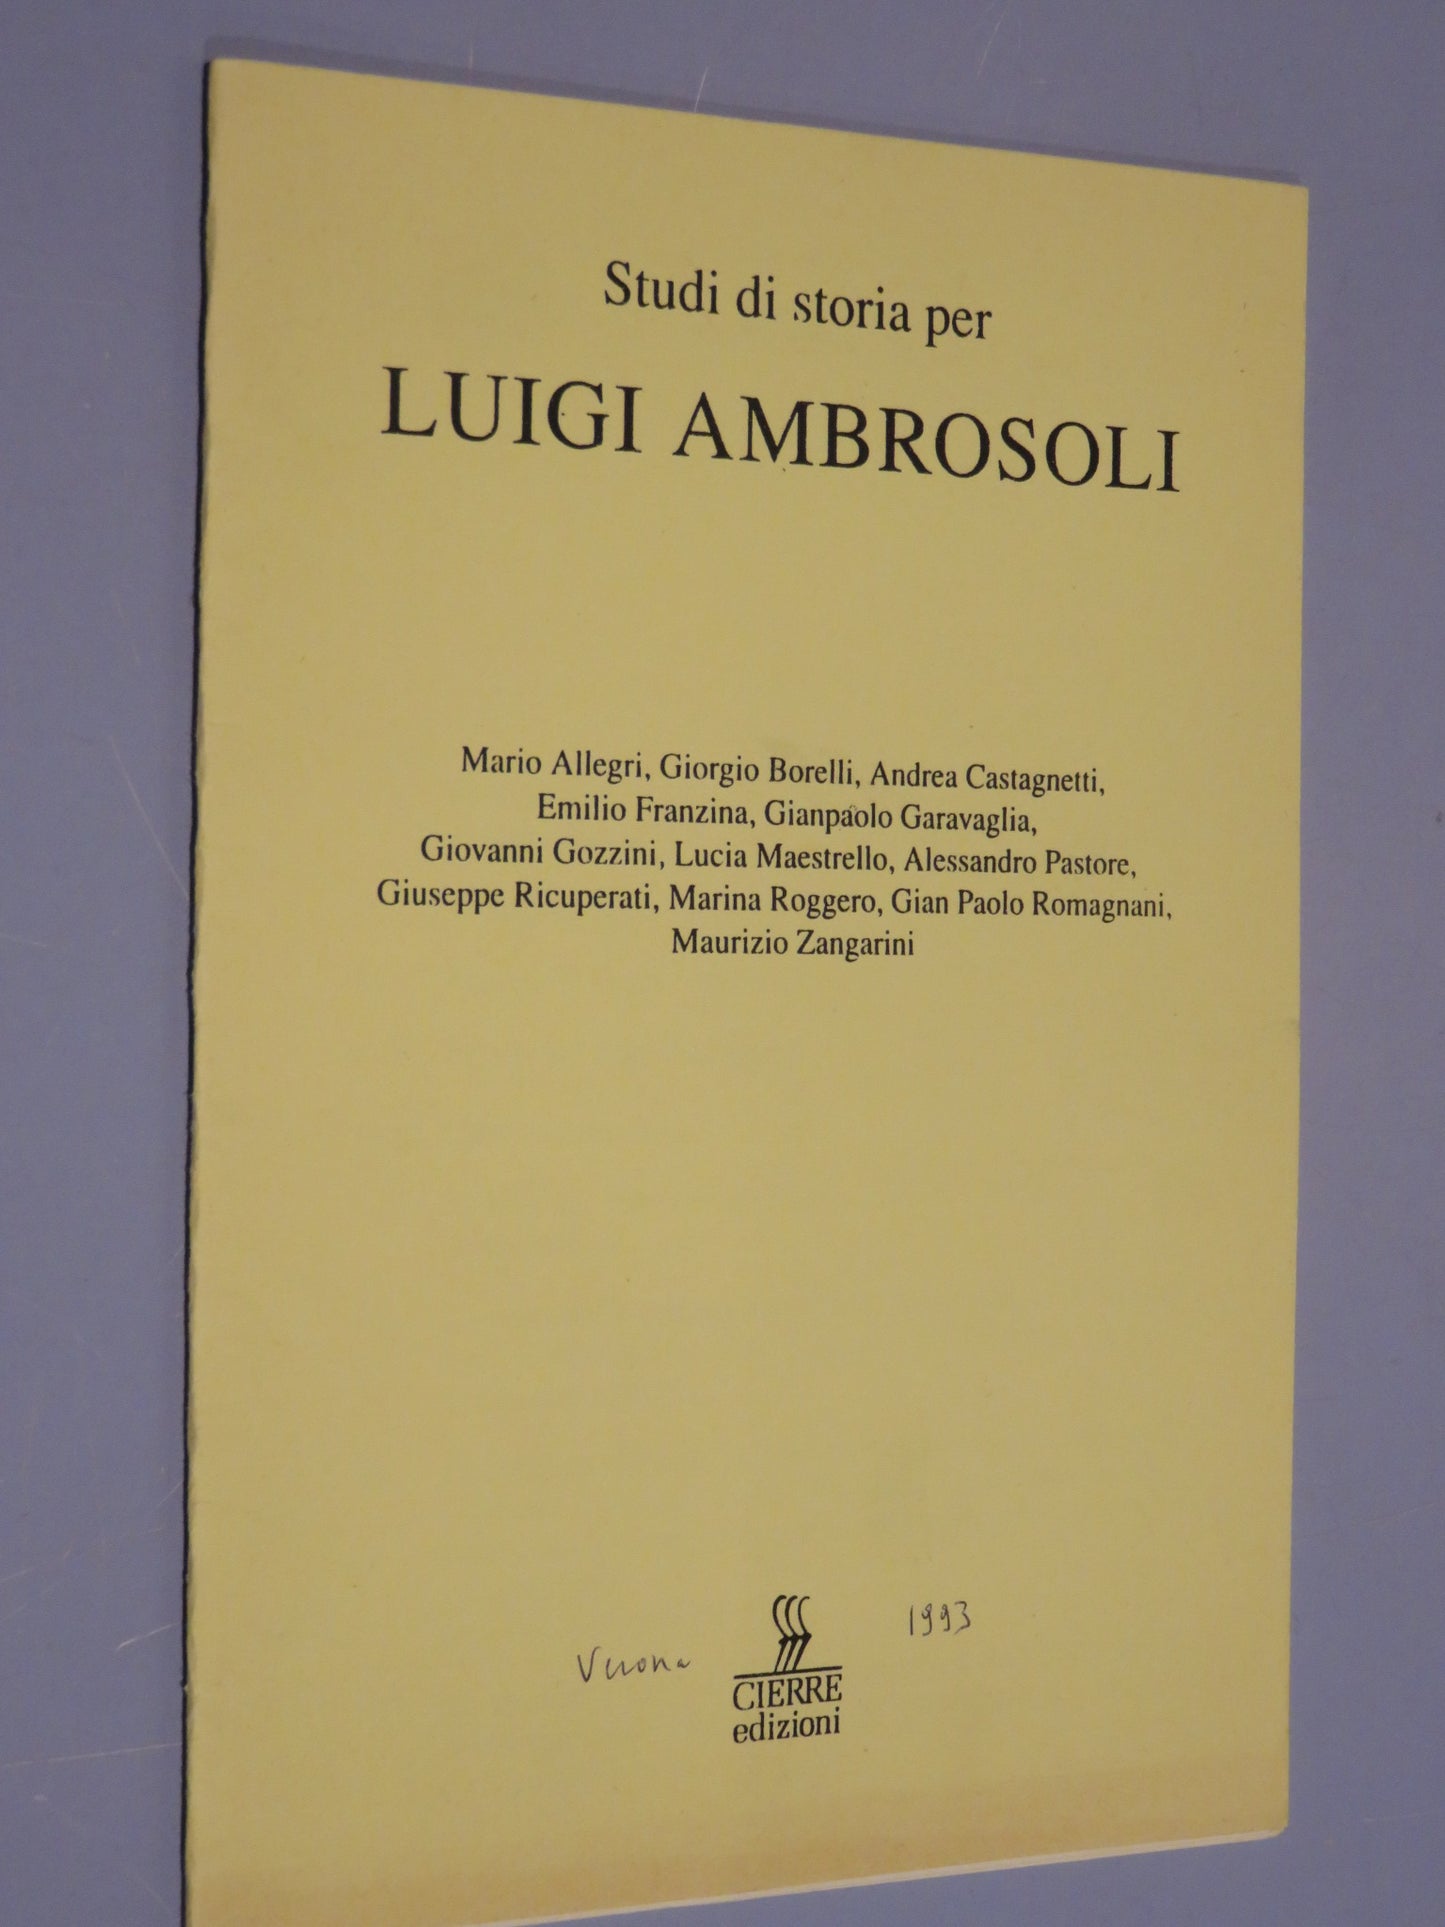 Studi di storia per
LUIGI AMBROSOLI
Mario Allegri, Giorgio Borelli, Andrea Castagnetti,
Emilio Franzina, Gianpaolo Garavaglia,
Giovanni Gozzini, Lucia Maestrello, Alessandro Pastore,
Giuseppe Ricuperati, Marina Roggero, Gian Paolo Romagnani,
Maurizio Zangarini
Verona
1993
CIERRE
edizioni